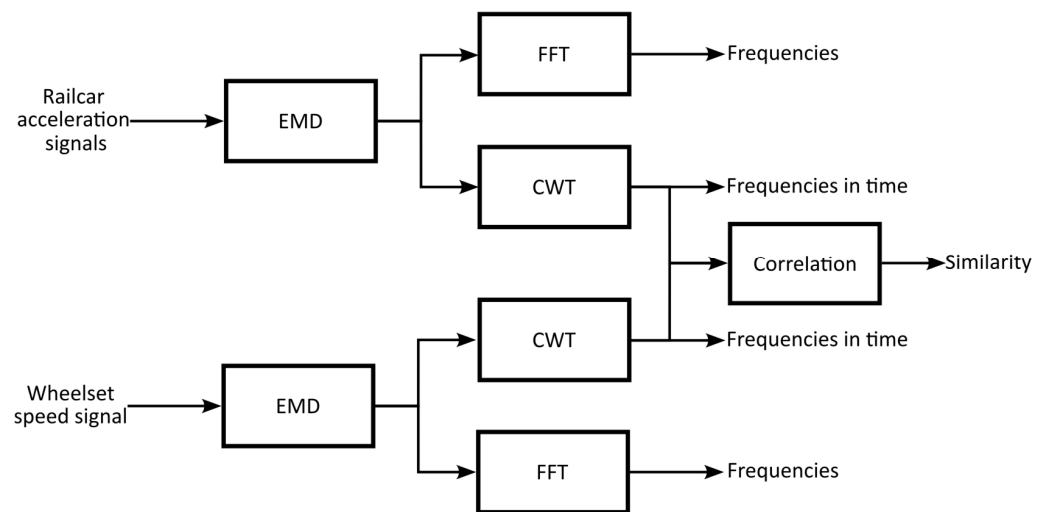 FFT
Frequencies
Railcar
acceleration
signals
EMD
CWT
Frequencies in time
Correlation
Similarity
CWT
Frequencies in time
Wheelset
speed signal
EMD
FFT
Frequencies